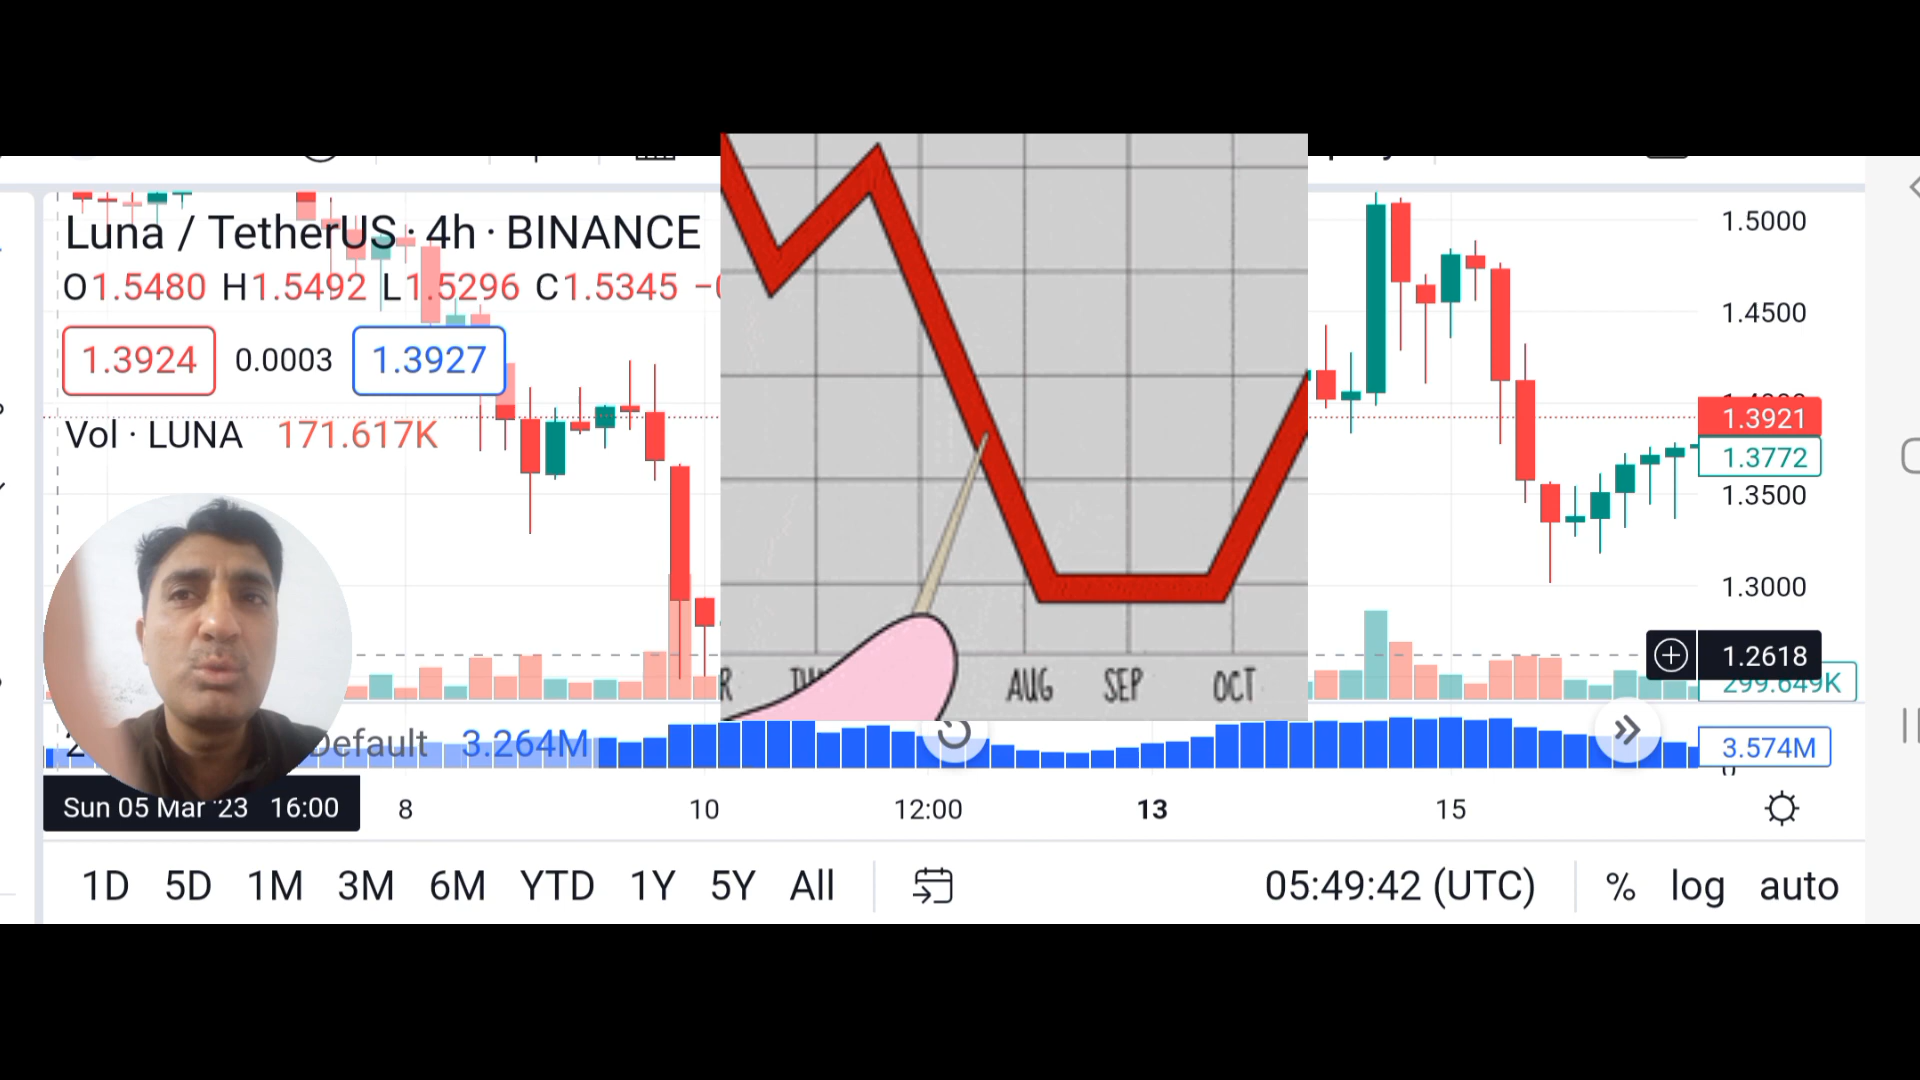 Luna / TetherUS · 4h · BINANCE
O1.5480 H1.5492 L1.5296 C1.5345
1.3924 0.0003 1.3927
Vol · LUNA 171.617K
Default 3.264M
AUG SEP OCT
1.5000
1.4500
1.3921
1.3772
1.3500
1.3000
1.2618
299.649K
3.574M
Sun 05 Mar '23 16:00 8 10 12:00 13 15
1D 5D 1M 3M 6M YTD 1Y 5Y All 05:49:42 (UTC) % log auto